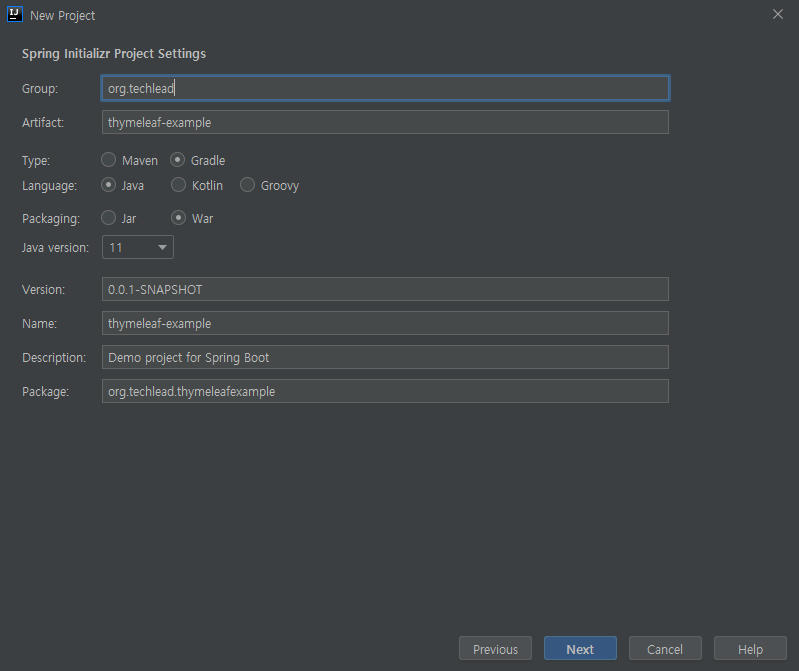 IJ New Project
Spring Initializr Project Settings
Group: org.techlead
Artifact: thymeleaf-example
Type: Maven Gradle
Language: Java Kotlin Groovy
Packaging: Jar War
Java version: 11
Version: 0.0.1-SNAPSHOT
Name: thymeleaf-example
Description: Demo project for Spring Boot
Package: org.techlead.thymeleafexample
Previous Next Cancel Help